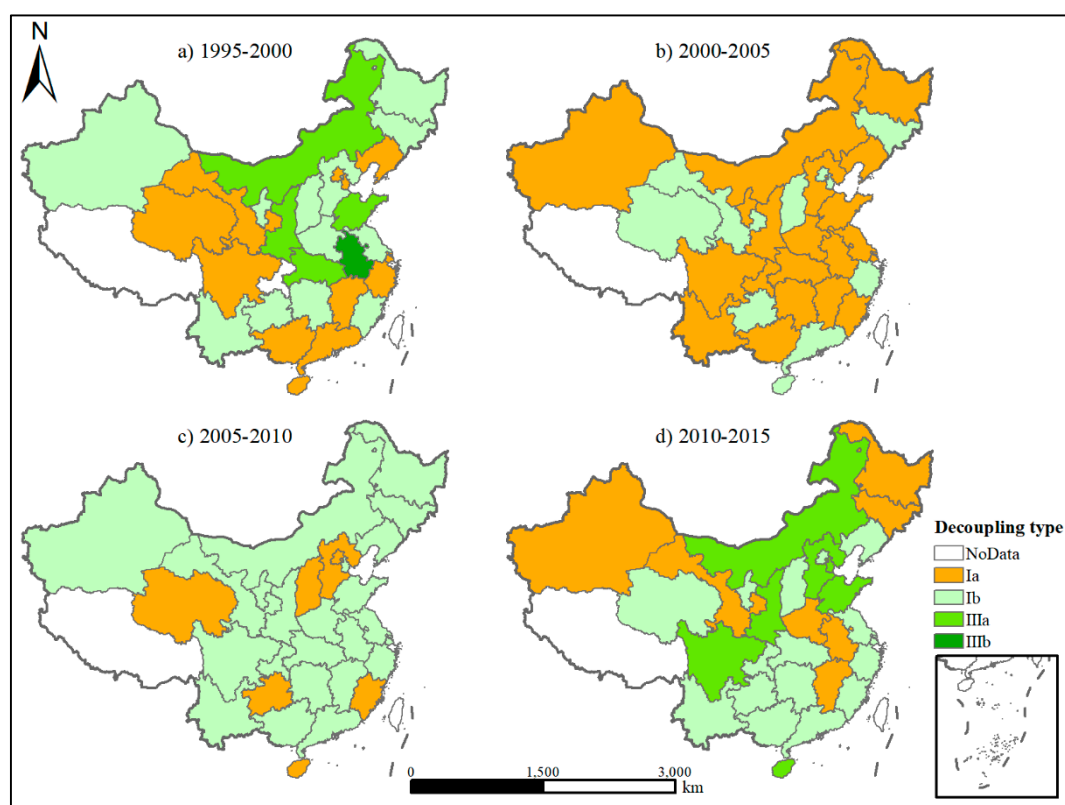 N
a) 1995-2000
b) 2000-2005
c) 2005-2010
d) 2010-2015
Decoupling type
NoData
Ia
Ib
IIIa
IIIb
0 1,500 3,000
km